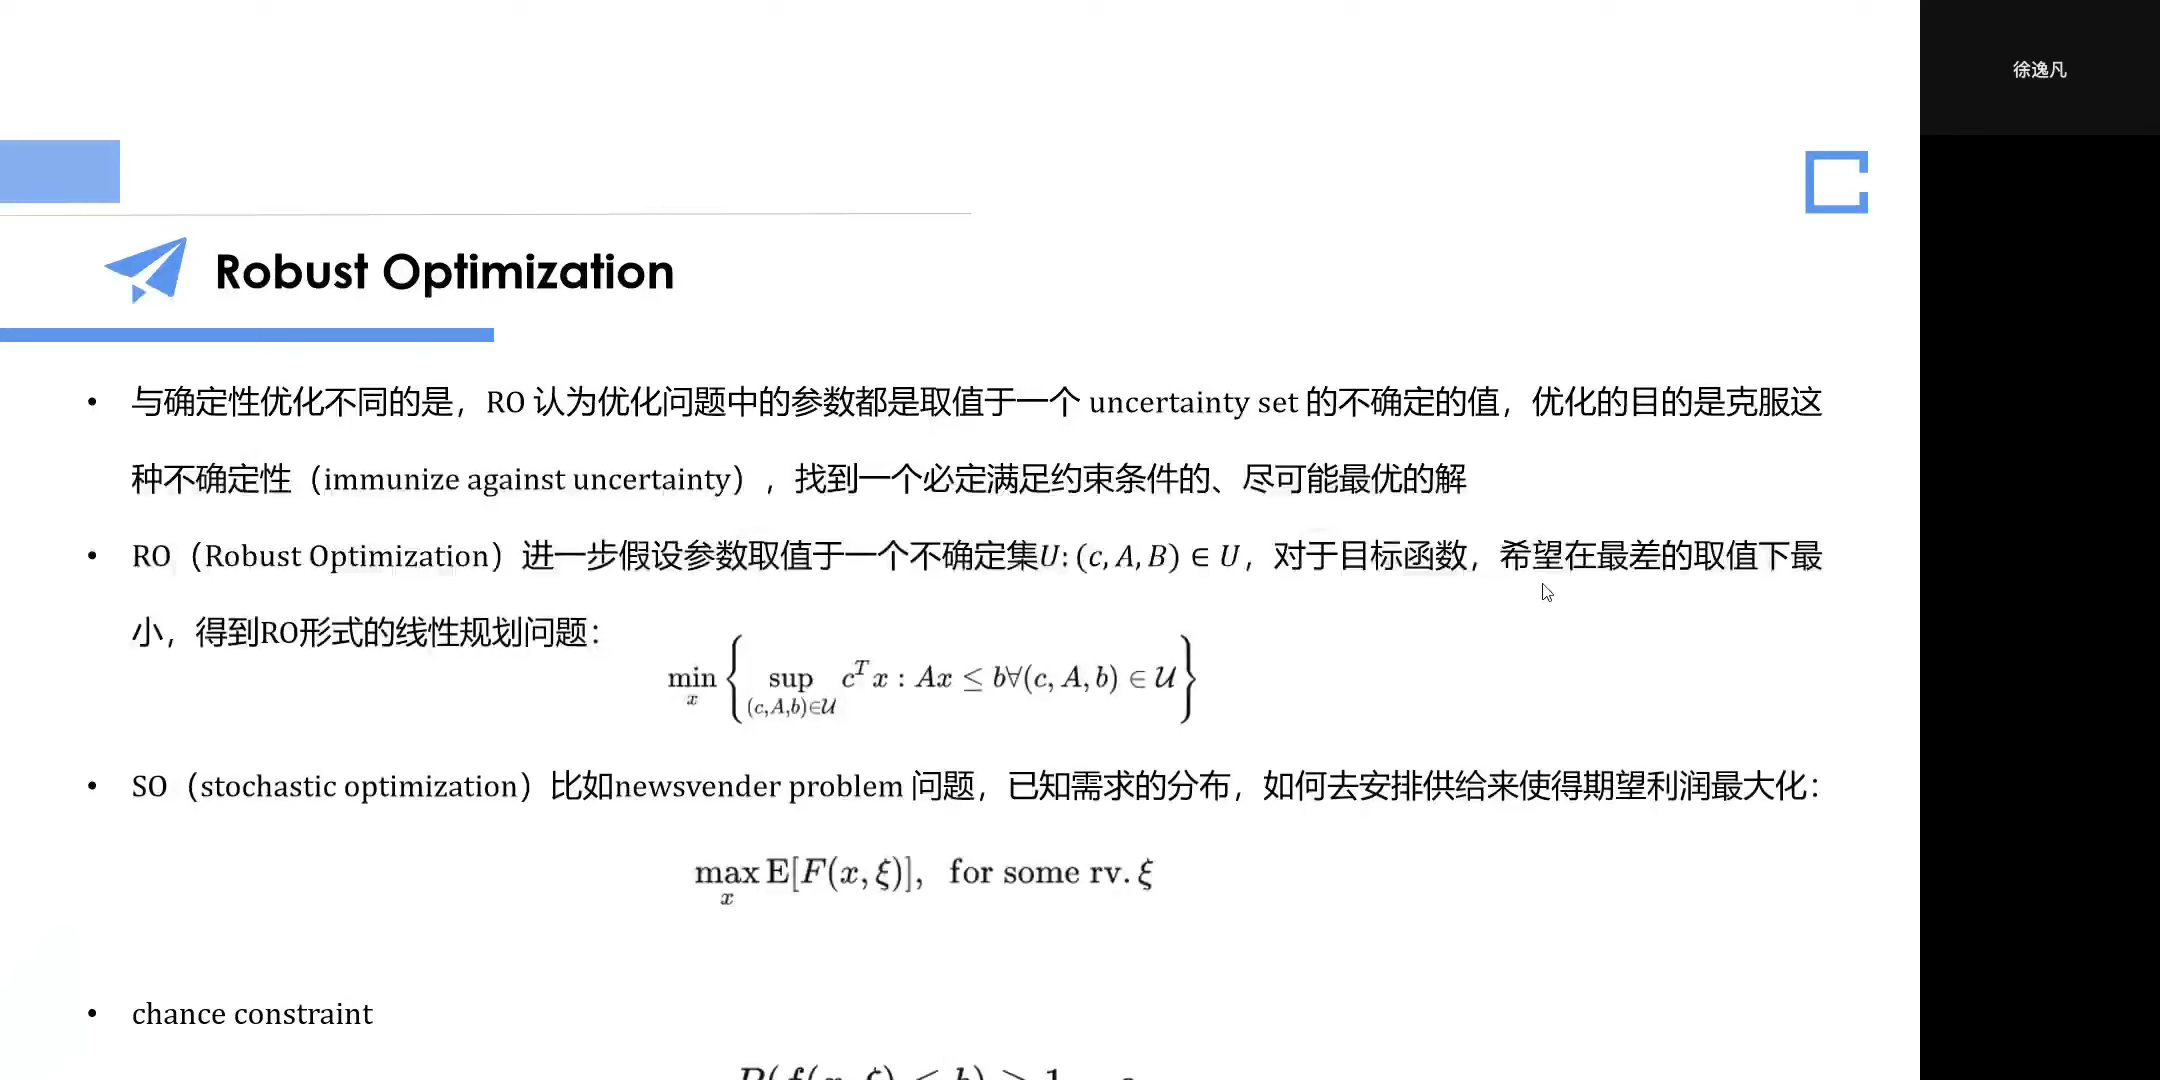 徐逸凡
Robust Optimization
• 与确定性优化不同的是，RO 认为优化问题中的参数都是取值于一个 uncertainty set 的不确定的值，优化的目的是克服这
种不确定性（immunize against uncertainty），找到一个必定满足约束条件的、尽可能最优的解
• RO（Robust Optimization）进一步假设参数取值于一个不确定集U: (c, A, B) ∈ U，对于目标函数，希望在最差的取值下最
小，得到RO形式的线性规划问题：
min_x { sup_{(c,A,b)∈𝒰} c^T x : Ax ≤ b∀(c, A, b) ∈ 𝒰 }
• SO（stochastic optimization）比如newsvender problem 问题，已知需求的分布，如何去安排供给来使得期望利润最大化：
max_x E[F(x, ξ)], for some rv. ξ
• chance constraint